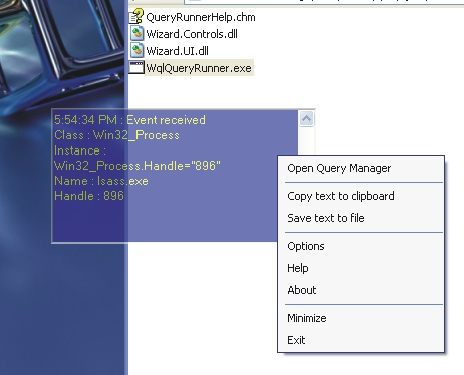 QueryRunnerHelp.chm
Wizard.Controls.dll
Wizard.UI.dll
WqlQueryRunner.exe
5:54:34 PM : Event received
Class : Win32_Process
Instance :
Win32_Process.Handle="896"
Name : lsass.exe
Handle : 896
Open Query Manager
Copy text to clipboard
Save text to file
Options
Help
About
Minimize
Exit